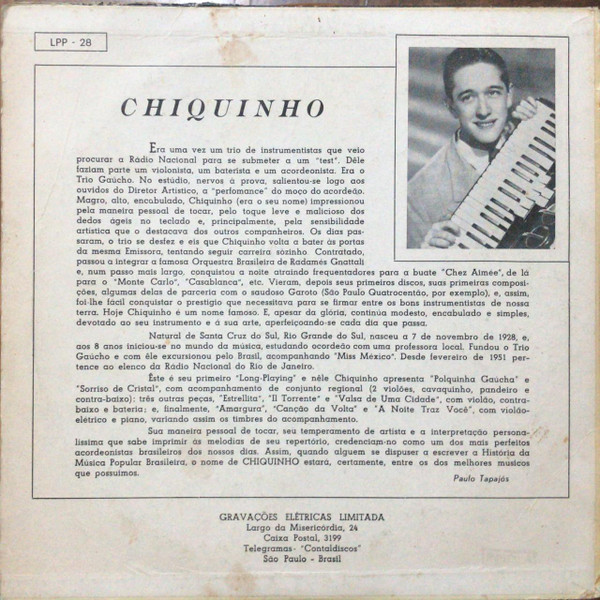 LPP - 28
CHIQUINHO
Era uma vez um trio de instrumentistas que veio
procurar a Rádio Nacional para se submeter a um "test". Dêle
faziam parte um violonista, um baterista e um acordeonista. Era o
Trio Gaúcho. No estúdio, nervos à prova, salientou-se logo aos
ouvidos do Diretor Artístico, a "perfomance" do moço do acordeão.
Magro, alto, encabulado, Chiquinho (era o seu nome) impressionou
pela maneira pessoal de tocar, pelo toque leve e malicioso dos
dedos ágeis no teclado e, principalmente, pela sensibilidade
artística que o destacava dos outros companheiros. Os dias pas-
saram, o trio se desfez e eis que Chiquinho volta a bater às portas
da mesma Emissora, tentando seguir carreira sòzinho. Contratado,
passou a integrar a famosa Orquestra Brasileira de Radamés Gnattali
e, num passo mais largo, conquistou a noite atraindo frequentadores para a buate "Chez Aimée", de lá
para o "Monte Carlo", "Casablanca", etc. Vieram, depois seus primeiros discos, suas primeiras composi-
ções, algumas delas de parceria com o saudoso Garoto (São Paulo Quatrocentão, por exemplo), e, assim,
foi-lhe fácil conquistar o prestígio que necessitava para se firmar entre os bons instrumentistas de nossa
terra. Hoje Chiquinho é um nome famoso. E, apesar da glória, continúa modesto, encabulado e simples,
devotado ao seu instrumento e à sua arte, aperfeiçoando-se cada dia que passa.
Natural de Santa Cruz do Sul, Rio Grande do Sul, nasceu a 7 de novembro de 1928, e,
aos 8 anos iniciou-se no mundo da música, estudando acordeão com uma professora local. Fundou o Trio
Gaúcho e com êle excursionou pelo Brasil, acompanhando "Miss México". Desde fevereiro de 1951 per-
tence ao elenco da Rádio Nacional do Rio de Janeiro.
Êste é seu primeiro "Long-Playing" e nêle Chiquinho apresenta "Polquinha Gaúcha" e
"Sorriso de Cristal", com acompanhamento de conjunto regional (2 violões, cavaquinho, pandeiro e
contra-baixo): três outras peças, "Estrellita", "Il Torrente" e "Valsa de Uma Cidade", com violão, contra-
baixo e bateria; e, finalmente, "Amargura", "Canção da Volta" e "A Noite Traz Você", com violão-
elétrico e piano, variando assim os timbres do acompanhamento.
Sua maneira pessoal de tocar, seu temperamento de artista e a interpretação persona-
líssima que sabe imprimir às melodias de seu repertório, credenciam-no como um dos mais perfeitos
acordeonistas brasileiros dos nossos dias. Assim, quando alguem se dispuser a escrever a História da
Música Popular Brasileira, o nome de CHIQUINHO estará, certamente, entre os dos melhores musicos
que possuimos.
Paulo Tapajós
GRAVAÇÕES ELÉTRICAS LIMITADA
Largo da Misericórdia, 24
Caixa Postal, 3199
Telegramas- "Contaldiscos"
São Paulo - Brasil